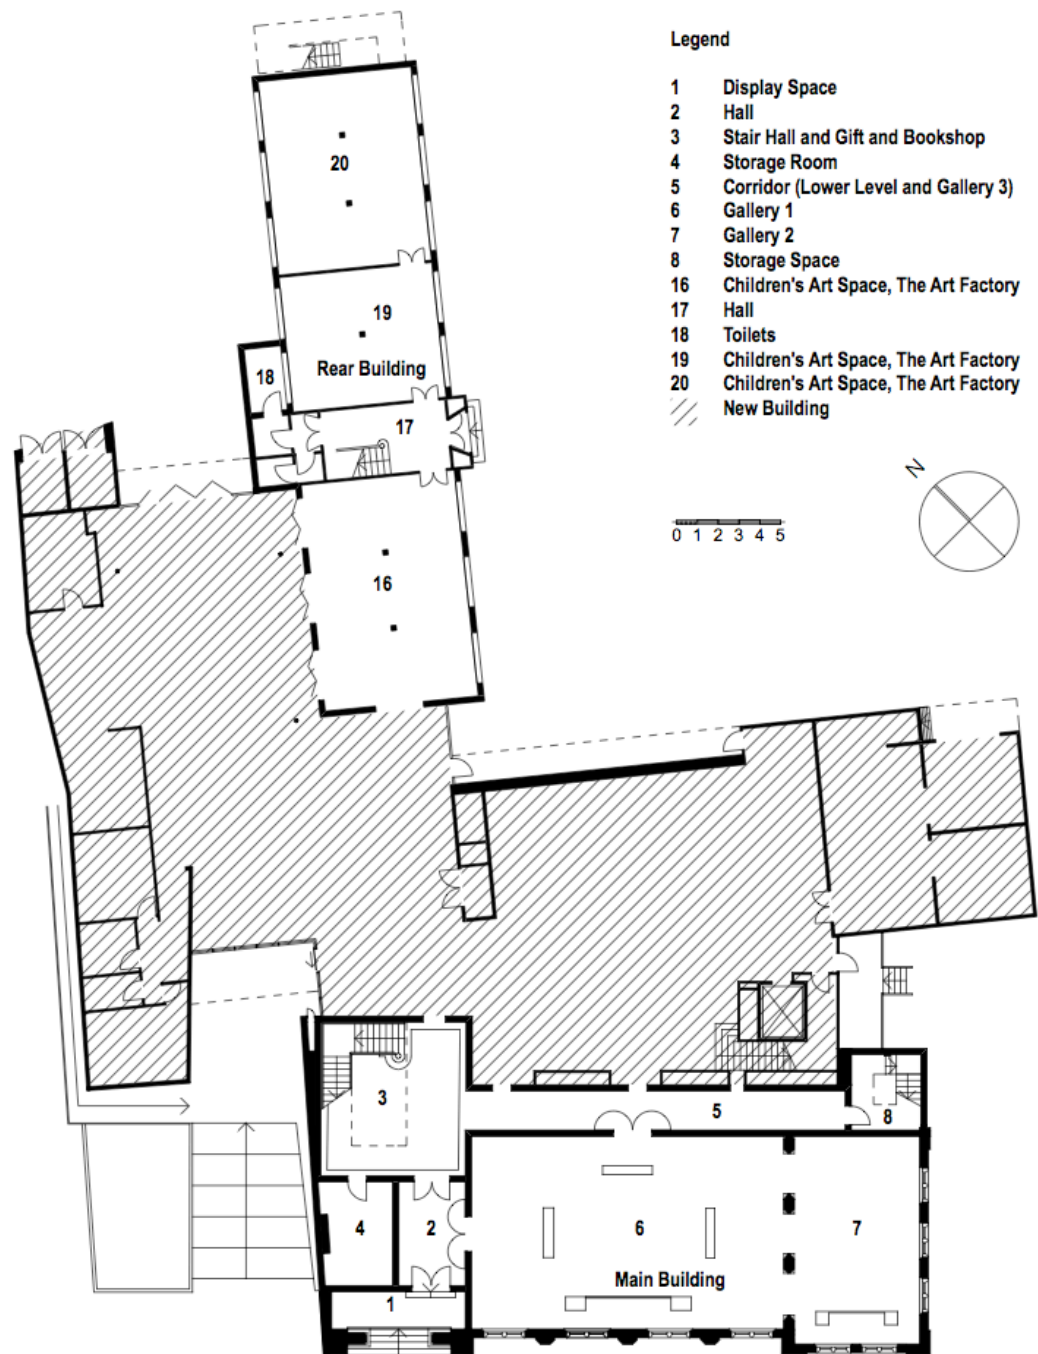 Legend
1 Display Space
2 Hall
3 Stair Hall and Gift and Bookshop
4 Storage Room
5 Corridor (Lower Level and Gallery 3)
6 Gallery 1
7 Gallery 2
8 Storage Space
16 Children's Art Space, The Art Factory
17 Hall
18 Toilets
19 Children's Art Space, The Art Factory
20 Children's Art Space, The Art Factory
New Building
20
19
Rear Building
18
17
N
0 1 2 3 4 5
16
3
5
8
4
2
6
7
Main Building
1